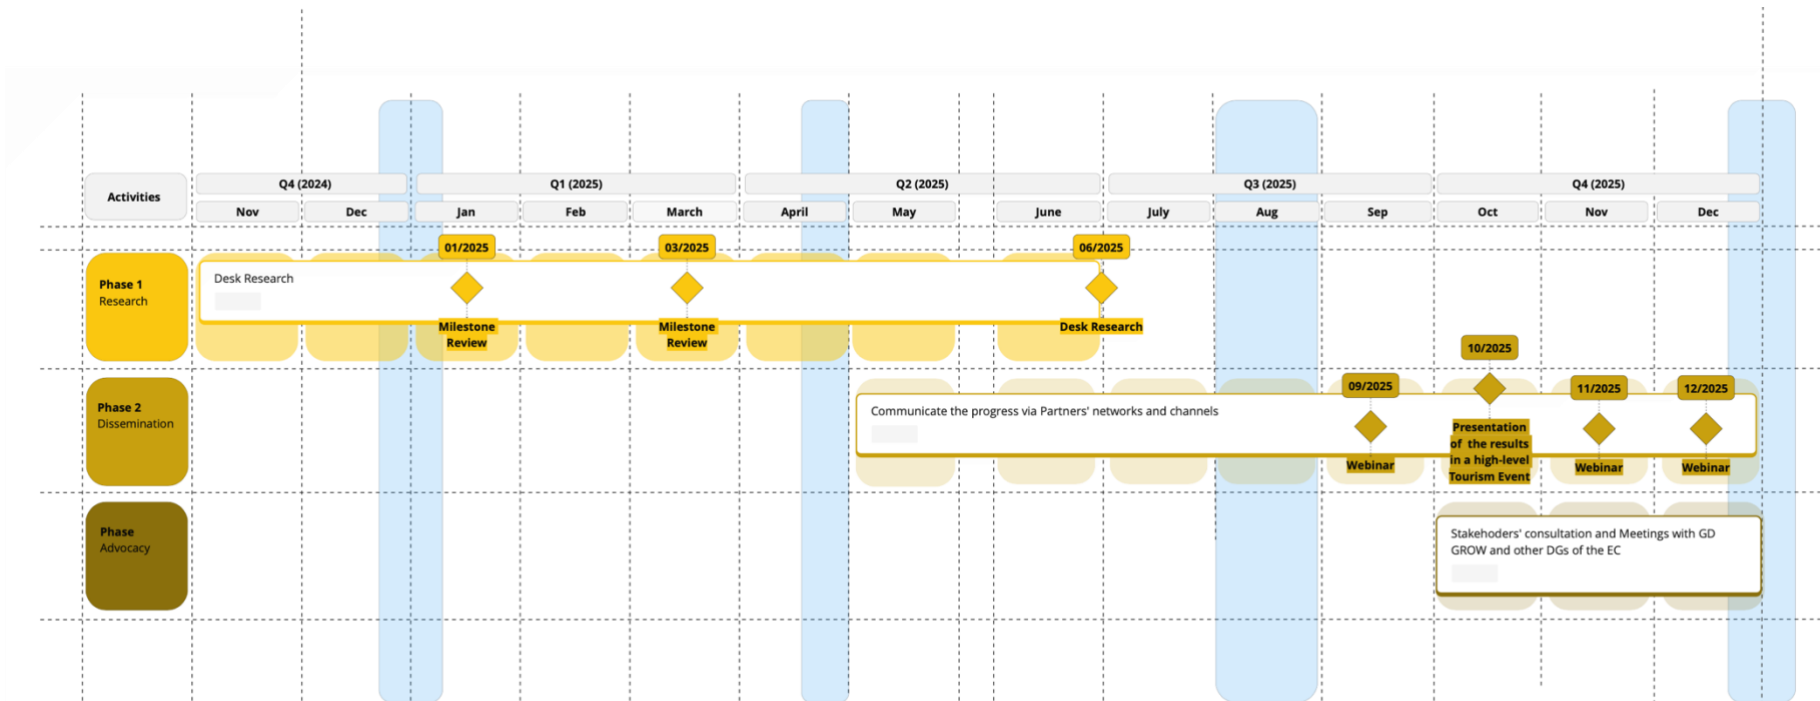 Activities
Q4 (2024)
Q1 (2025)
Q2 (2025)
Q3 (2025)
Q4 (2025)
Nov
Dec
Jan
Feb
March
April
May
June
July
Aug
Sep
Oct
Nov
Dec
Phase 1
Research
Desk Research
01/2025
Milestone
Review
03/2025
Milestone
Review
06/2025
Desk Research
Phase 2
Dissemination
Communicate the progress via Partners' networks and channels
09/2025
Webinar
10/2025
Presentation
of the results
in a high-level
Tourism Event
11/2025
Webinar
12/2025
Webinar
Phase
Advocacy
Stakehoders' consultation and Meetings with GD
GROW and other DGs of the EC